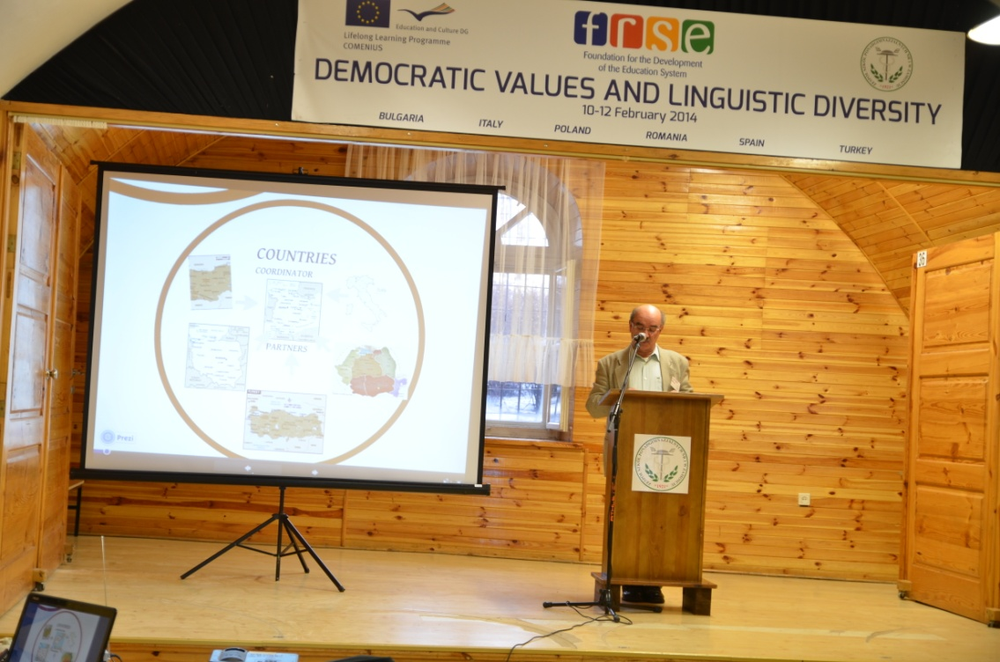 Education and Culture DG
Lifelong Learning Programme
COMENIUS
frse
Foundation for the Development
of the Education System
DEMOCRATIC VALUES AND LINGUISTIC DIVERSITY
10-12 February 2014
BULGARIA ITALY POLAND ROMANIA SPAIN TURKEY
COUNTRIES
COORDINATOR
PARTNERS
Prezi
36